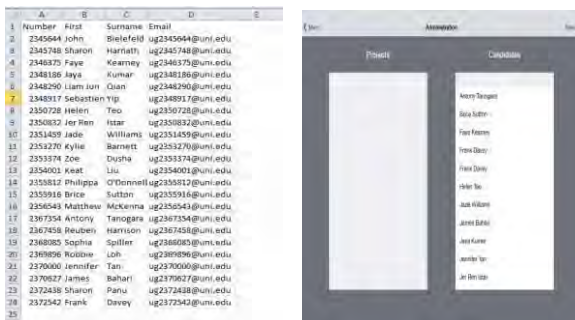 A B C D E
1 Number First Surname Email
2 2345644 John Bielefeld ug2345644@uni.edu
3 2345748 Sharon Harnath ug2345748@uni.edu
4 2346375 Faye Kearney ug2346375@uni.edu
5 2348186 Jaya Kumar ug2348186@uni.edu
6 2348290 Liam Jun Qian ug2348290@uni.edu
7 2348917 Sebastien Yip ug2348917@uni.edu
8 2350728 Helen Teo ug2350728@uni.edu
9 2350832 Jer Ren Istar ug2350832@uni.edu
10 2351459 Jade Williams ug2351459@uni.edu
11 2353270 Kylie Barnett ug2353270@uni.edu
12 2353374 Zoe Dusha ug2353374@uni.edu
13 2354001 Keat Liu ug2354001@uni.edu
14 2355812 Philippa O'Donnell ug2355812@uni.edu
15 2355916 Brice Sutton ug2355916@uni.edu
16 2356543 Matthew McKenna ug2356543@uni.edu
17 2367354 Antony Tanogara ug2367354@uni.edu
18 2367458 Reuben Harrison ug2367458@uni.edu
19 2368085 Sophia Spiller ug2368085@uni.edu
20 2369896 Robbie Loh ug2369896@uni.edu
21 2370000 Jennifer Tan ug2370000@uni.edu
22 2370627 James Bahari ug2370627@uni.edu
23 2372438 Sharon Panu ug2372438@uni.edu
24 2372542 Frank Davey ug2372542@uni.edu
25
Administration
Projects Candidates
Antony Tanogara
Brice Sutton
Faye Kearney
Frank Davey
Frank Davey
Helen Teo
Jade Williams
James Bahari
Jaya Kumar
Jennifer Tan
Jer Ren Istar